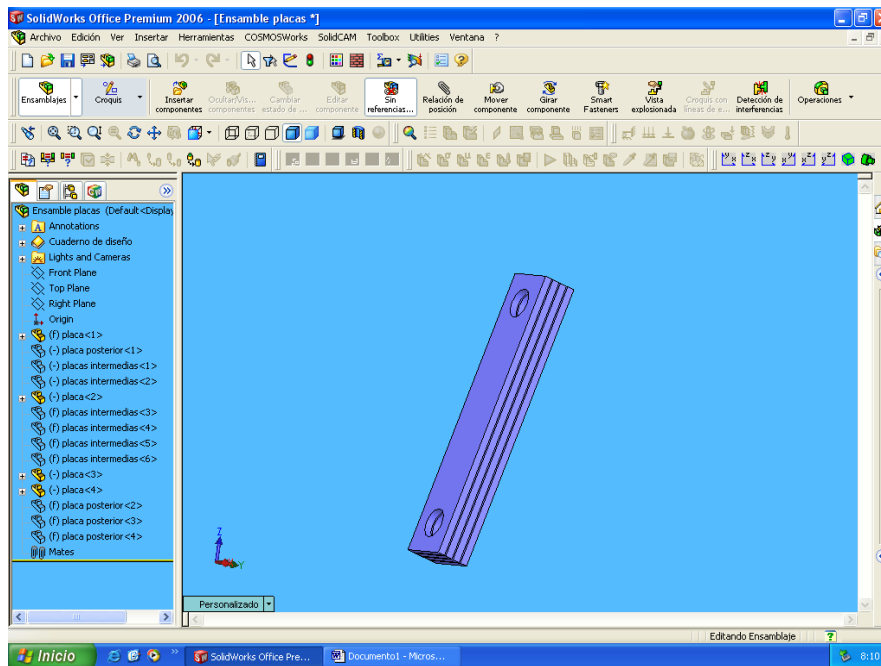 SolidWorks Office Premium 2006 - [Ensamble placas *]
Archivo Edición Ver Insertar Herramientas COSMOSWorks SolidCAM Toolbox Utilities Ventana ?
Ensamblajes Croquis Insertar componentes Ocultar/Vis... componentes Cambiar estado de ... Editar componente Sin referencias... Relación de posición Mover componente Girar componente Smart Fasteners Vista explosionada Croquis con líneas de e... Detección de interferencias Operaciones
Ensamble placas (Default<Display
Annotations
Cuaderno de diseño
Lights and Cameras
Front Plane
Top Plane
Right Plane
Origin
(f) placa<1>
(-) placa posterior<1>
(-) placas intermedias<1>
(-) placas intermedias<2>
(-) placa<2>
(f) placas intermedias<3>
(f) placas intermedias<4>
(f) placas intermedias<5>
(f) placas intermedias<6>
(-) placa<3>
(-) placa<4>
(f) placa posterior<2>
(f) placa posterior<3>
(f) placa posterior<4>
Mates
Z
Y
Personalizado
Editando Ensamblaje
Inicio SolidWorks Office Pre... Documento1 - Micros... 8:10